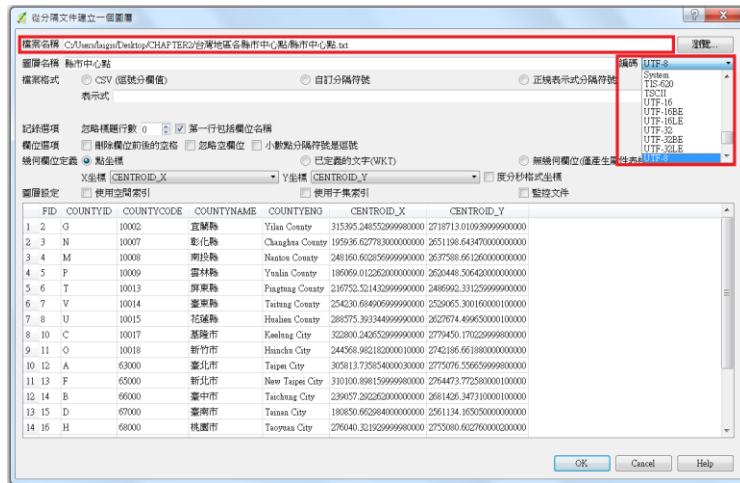 從分隔文件建立一個圖層
檔案名稱 C:/Users/laigis/Desktop/CHAPTER2/台灣地區各縣市中心點/縣市中心點.txt 瀏覽...
圖層名稱 縣市中心點 編碼 UTF-8
檔案格式 CSV (逗號分欄值) 自訂分隔符號 正規表示式分隔符號
System
TIS-620
TSCII
UTF-16
UTF-16BE
UTF-16LE
UTF-32
UTF-32BE
UTF-32LE
UTF-8
表示式
記錄選項 忽略標題行數 0 第一行包括欄位名稱
欄位選項 刪除欄位前後的空格 忽略空欄位 小數點分隔符號是逗號
幾何欄位定義 點坐標 已定義的文字(WKT) 無幾何欄位(僅產生屬性表格
X坐標 CENTROID_X Y坐標 CENTROID_Y 度分秒格式坐標
圖層設定 使用空間索引 使用子集索引 監控文件
FID COUNTYID COUNTYCODE COUNTYNAME COUNTYENG CENTROID_X CENTROID_Y
1 2 G 10002 宜蘭縣 Yilan County 315395.248552999980000 2718713.010939999900000
2 3 N 10007 彰化縣 Changhua County 195936.627783000000000 2651198.643470000000000
3 4 M 10008 南投縣 Nantou County 248160.602856999990000 2637588.661260000000000
4 5 P 10009 雲林縣 Yunlin County 186069.012262000000000 2620448.506420000000000
5 6 T 10013 屏東縣 Pingtung County 216752.521432999990000 2486992.331259999900000
6 7 V 10014 臺東縣 Taitung County 254230.684906999990000 2529065.300160000100000
7 8 U 10015 花蓮縣 Hualien County 288575.393344999990000 2627674.499650000100000
8 10 C 10017 基隆市 Keelung City 322800.242652999990000 2779450.170229999800000
9 11 O 10018 新竹市 Hsinchu City 244568.982182000010000 2742186.661880000000000
10 12 A 63000 臺北市 Taipei City 305813.735854000030000 2775076.556659999800000
11 13 F 65000 新北市 New Taipei City 310100.898159999980000 2764473.772580000100000
12 14 B 66000 臺中市 Taichung City 239057.292262000000000 2681426.347310000100000
13 15 D 67000 臺南市 Tainan City 180850.662984000000000 2561134.165050000000000
14 16 H 68000 桃園市 Taoyuan City 276040.321929999980000 2755080.602760000200000
OK Cancel Help